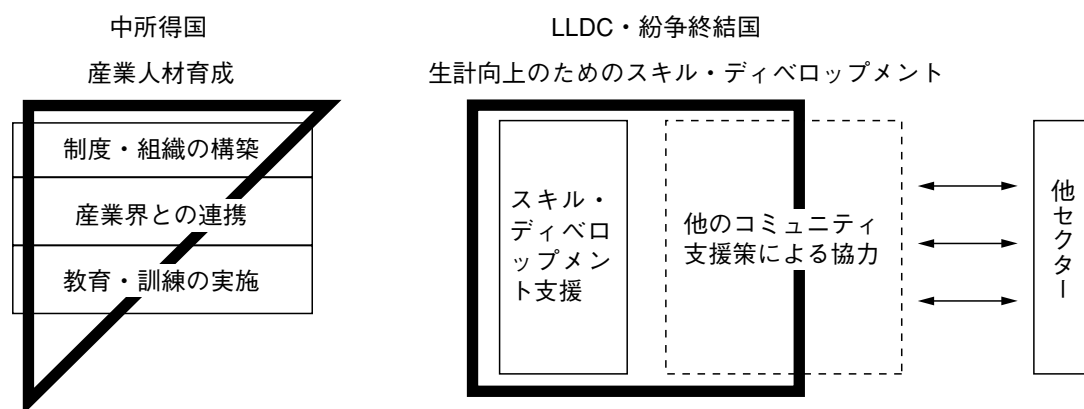 中所得国
産業人材育成
制度・組織の構築
産業界との連携
教育・訓練の実施
LLDC・紛争終結国
生計向上のためのスキル・ディベロップメント
スキル・
ディベロ
ップメン
ト支援
他のコミュニティ
支援策による協力
他セクター